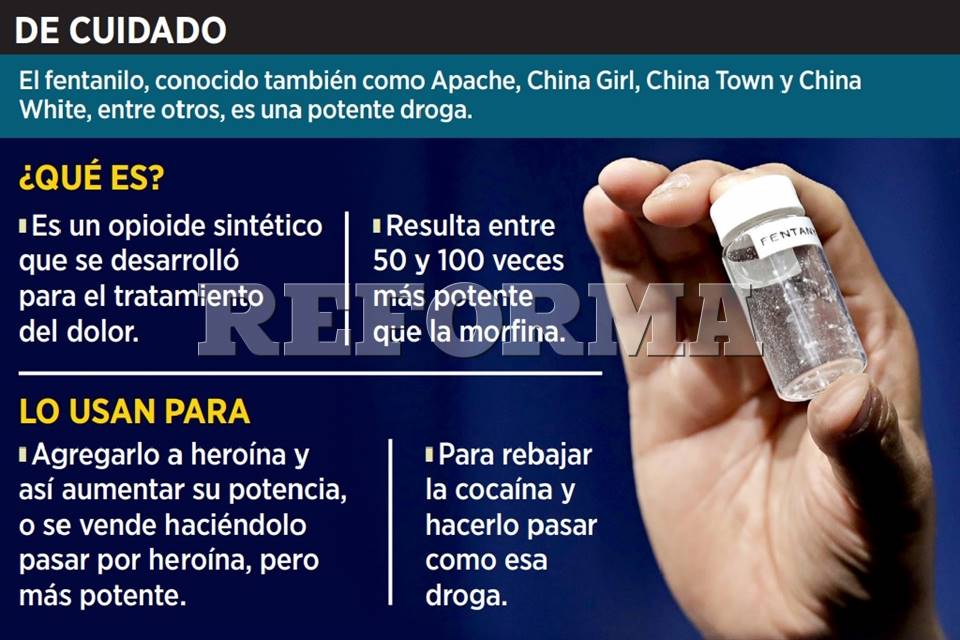 DE CUIDADO
El fentanilo, conocido también como Apache, China Girl, China Town y China
White, entre otros, es una potente droga.
¿QUÉ ES?
Es un opioide sintético
que se desarrolló
para el tratamiento
del dolor.
Resulta entre
50 y 100 veces
más potente
que la morfina.
REFORMA
LO USAN PARA
Agregarlo a heroína y
así aumentar su potencia,
o se vende haciéndolo
pasar por heroína, pero
más potente.
Para rebajar
la cocaína y
hacerlo pasar
como esa
droga.